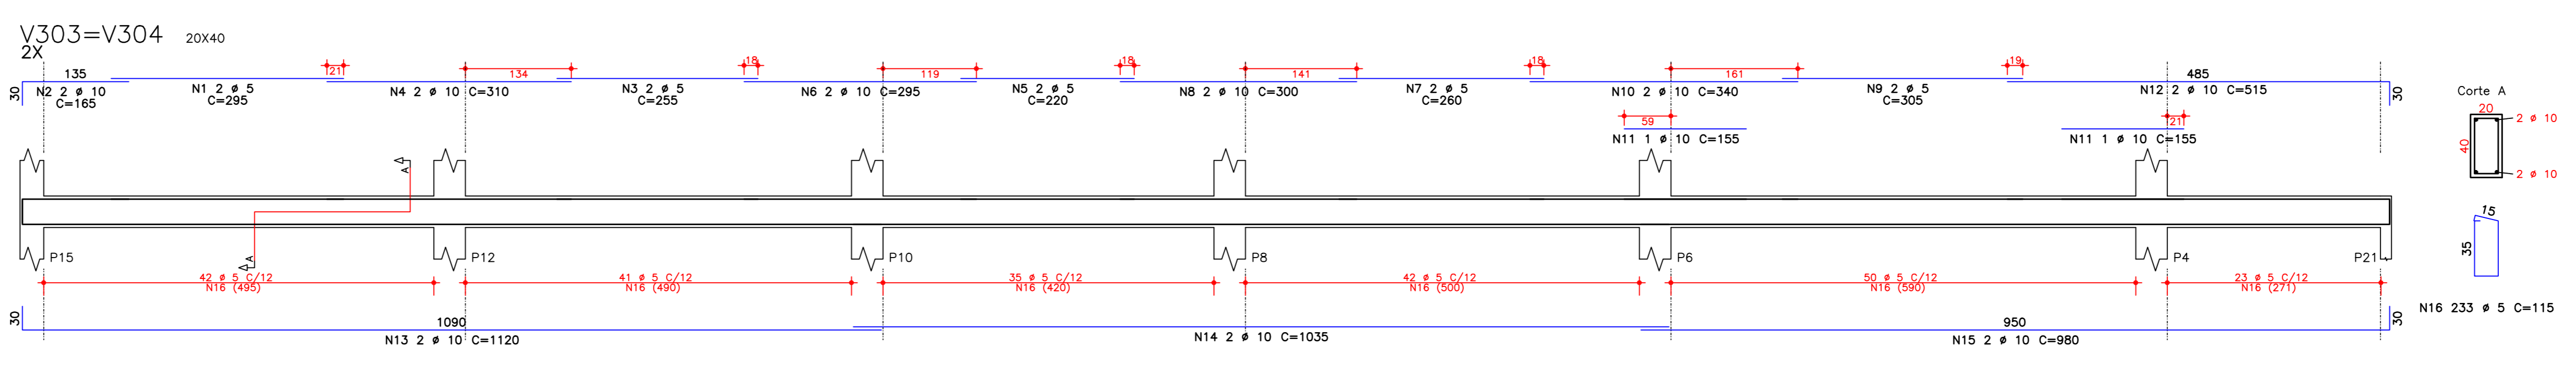 V303=V304 20X40
2X
135
30
N2 2 ø 10
C=165
N1 2 ø 5
C=295
21
N4 2 ø 10 C=310
134
N3 2 ø 5
C=255
18
N6 2 ø 10 C=295
119
N5 2 ø 5
C=220
18
N8 2 ø 10 C=300
141
N7 2 ø 5
C=260
18
N10 2 ø 10 C=340
161
N9 2 ø 5
C=305
19
485
N12 2 ø 10 C=515
30
59
N11 1 ø 10 C=155
21
N11 1 ø 10 C=155
Corte A
20
2 ø 10
40
2 ø 10
A
A
P15
P12
P10
P8
P6
P4
P21
42 ø 5 C/12
N16 (495)
41 ø 5 C/12
N16 (490)
35 ø 5 C/12
N16 (420)
42 ø 5 C/12
N16 (500)
50 ø 5 C/12
N16 (590)
23 ø 5 C/12
N16 (271)
15
35
N16 233 ø 5 C=115
30
1090
N13 2 ø 10 C=1120
N14 2 ø 10 C=1035
950
N15 2 ø 10 C=980
30